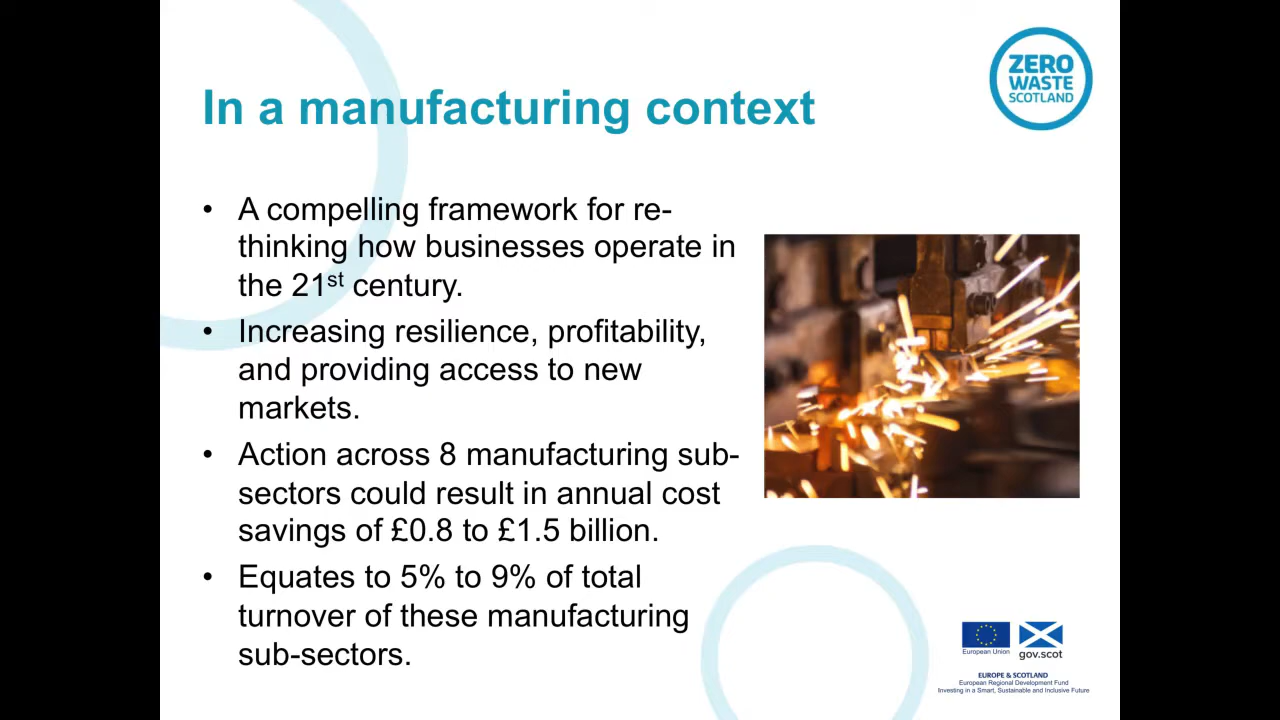 In a manufacturing context
ZERO
WASTE
SCOTLAND
• A compelling framework for re-
thinking how businesses operate in
the 21st century.
• Increasing resilience, profitability,
and providing access to new
markets.
• Action across 8 manufacturing sub-
sectors could result in annual cost
savings of £0.8 to £1.5 billion.
• Equates to 5% to 9% of total
turnover of these manufacturing
sub-sectors.
European Union
gov.scot
EUROPE & SCOTLAND
European Regional Development Fund
Investing in a Smart, Sustainable and Inclusive Future